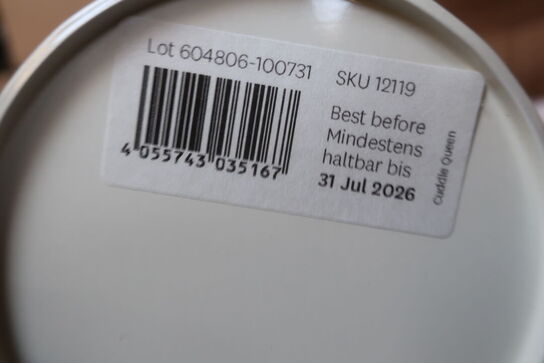 Lot 604806-100731
SKU 12119
4 055743 035167
Best before
Mindestens
haltbar bis
31 Jul 2026
Cuddle Queen